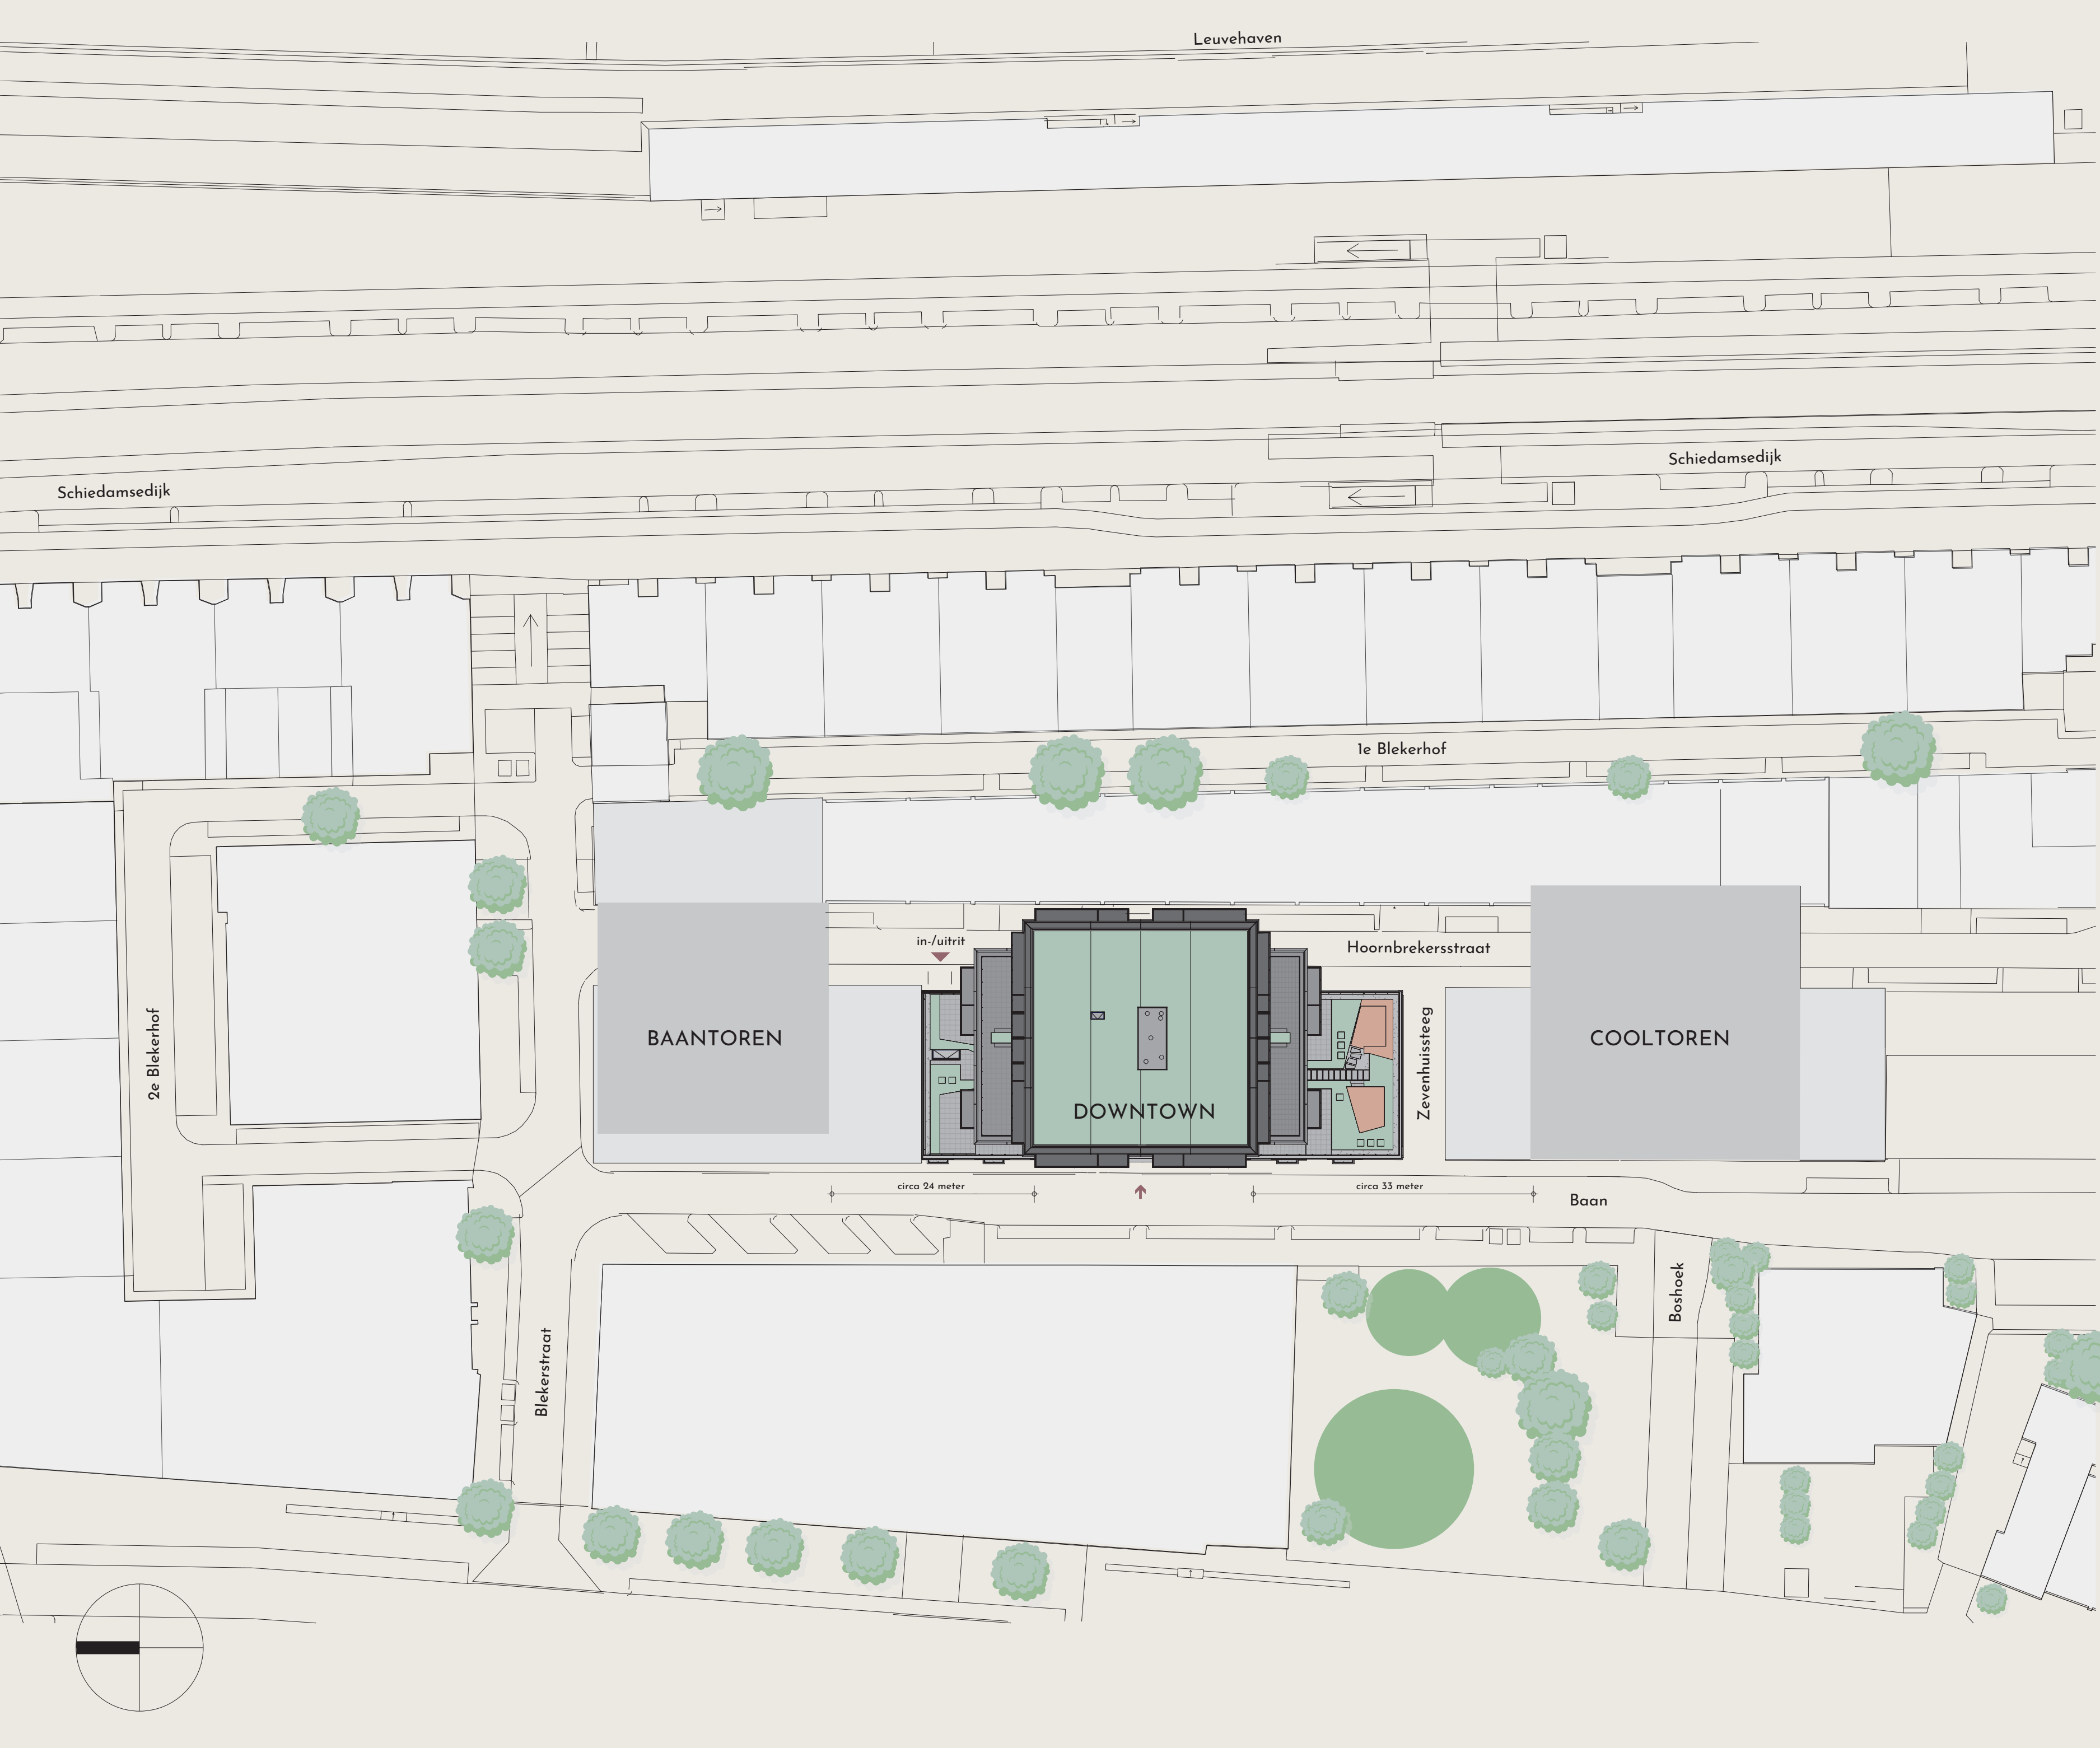 Leuvehaven
Schiedamsedijk
Schiedamsedijk
1e Blekerhof
in-/uitrit
Hoornbrekersstraat
2e Blekerhof
BAANTOREN
DOWNTOWN
Zevenhuissteeg
COOLTOREN
circa 24 meter
circa 33 meter
Baan
Boshoek
Blekerstraat